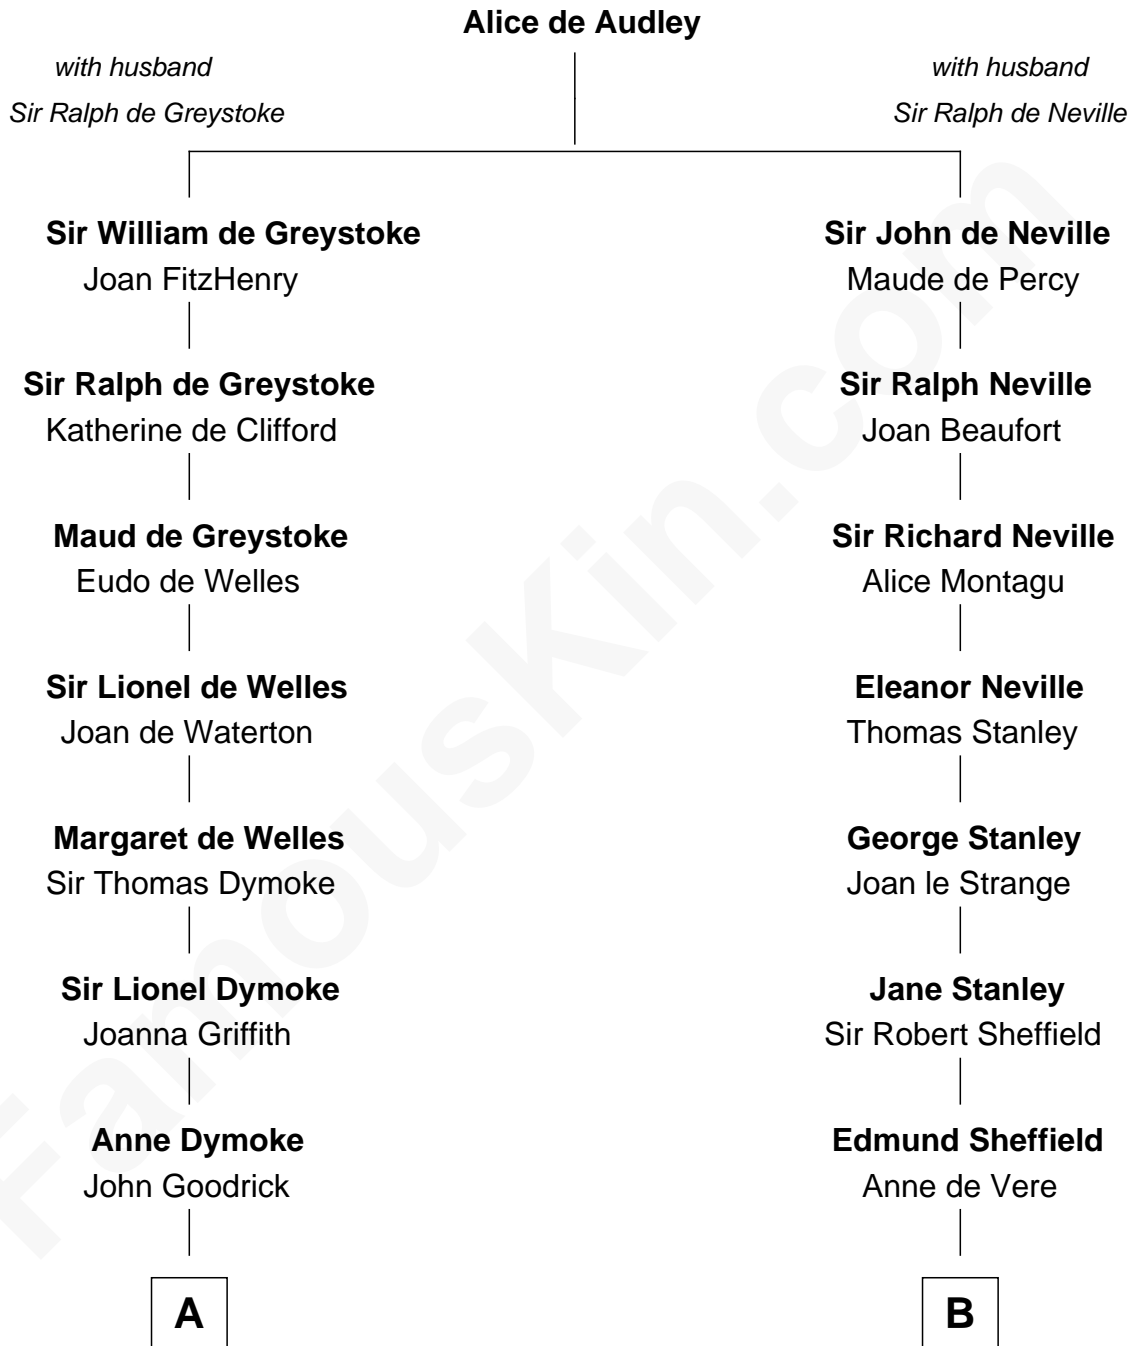 Alice de Audley
with husband
Sir Ralph de Greystoke
with husband
Sir Ralph de Neville
Sir William de Greystoke
Joan FitzHenry
Sir John de Neville
Maude de Percy
Sir Ralph de Greystoke
Katherine de Clifford
Sir Ralph Neville
Joan Beaufort
Maud de Greystoke
Eudo de Welles
Sir Richard Neville
Alice Montagu
Sir Lionel de Welles
Joan de Waterton
Eleanor Neville
Thomas Stanley
Margaret de Welles
Sir Thomas Dymoke
George Stanley
Joan le Strange
Sir Lionel Dymoke
Joanna Griffith
Jane Stanley
Sir Robert Sheffield
Anne Dymoke
John Goodrick
Edmund Sheffield
Anne de Vere
A
B
FamousKin.com